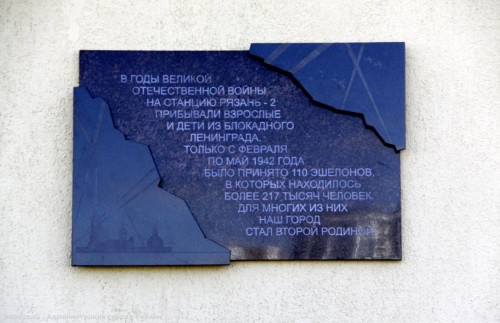 В ГОДЫ ВЕЛИКОЙ
ОТЕЧЕСТВЕННОЙ ВОЙНЫ
НА СТАНЦИЮ РЯЗАНЬ - 2
ПРИБЫВАЛИ ВЗРОСЛЫЕ
И ДЕТИ ИЗ БЛОКАДНОГО
ЛЕНИНГРАДА,
ТОЛЬКО С ФЕВРАЛЯ
ПО МАЙ 1942 ГОДА
БЫЛО ПРИНЯТО 110 ЭШЕЛОНОВ,
В КОТОРЫХ НАХОДИЛОСЬ
БОЛЕЕ 217 ТЫСЯЧ ЧЕЛОВЕК.
ДЛЯ МНОГИХ ИЗ НИХ
НАШ ГОРОД
СТАЛ ВТОРОЙ РОДИНОЙ